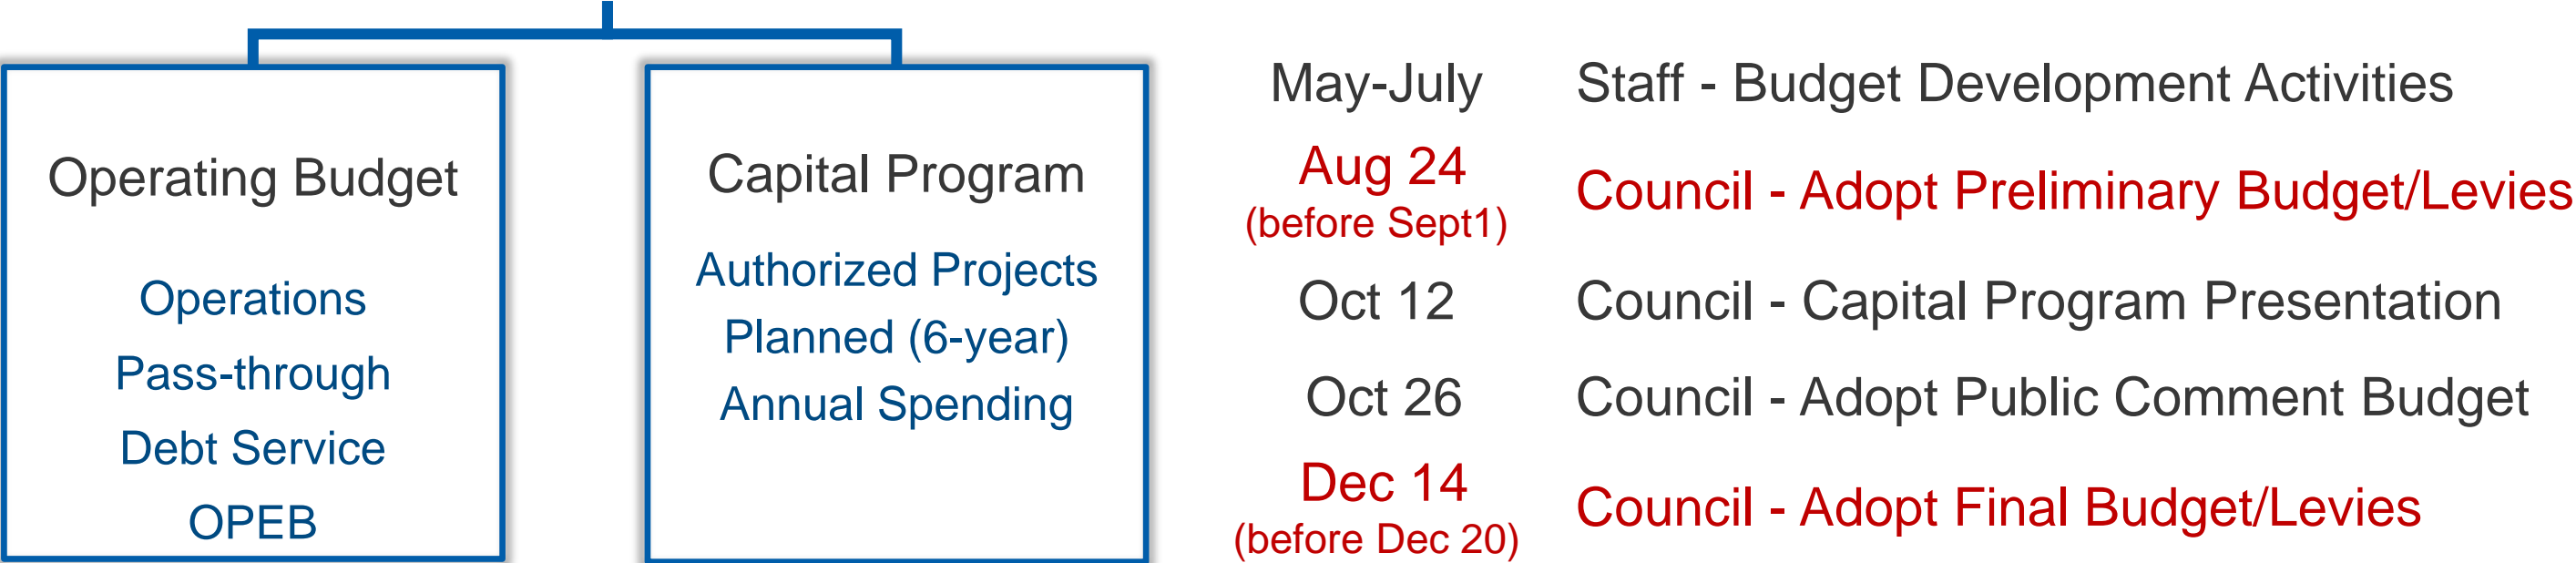 Operating Budget
Operations
Pass-through
Debt Service
OPEB
Capital Program
Authorized Projects
Planned (6-year)
Annual Spending
May-July Staff - Budget Development Activities
Aug 24
(before Sept1)
Council - Adopt Preliminary Budget/Levies
Oct 12 Council - Capital Program Presentation
Oct 26 Council - Adopt Public Comment Budget
Dec 14
(before Dec 20)
Council - Adopt Final Budget/Levies